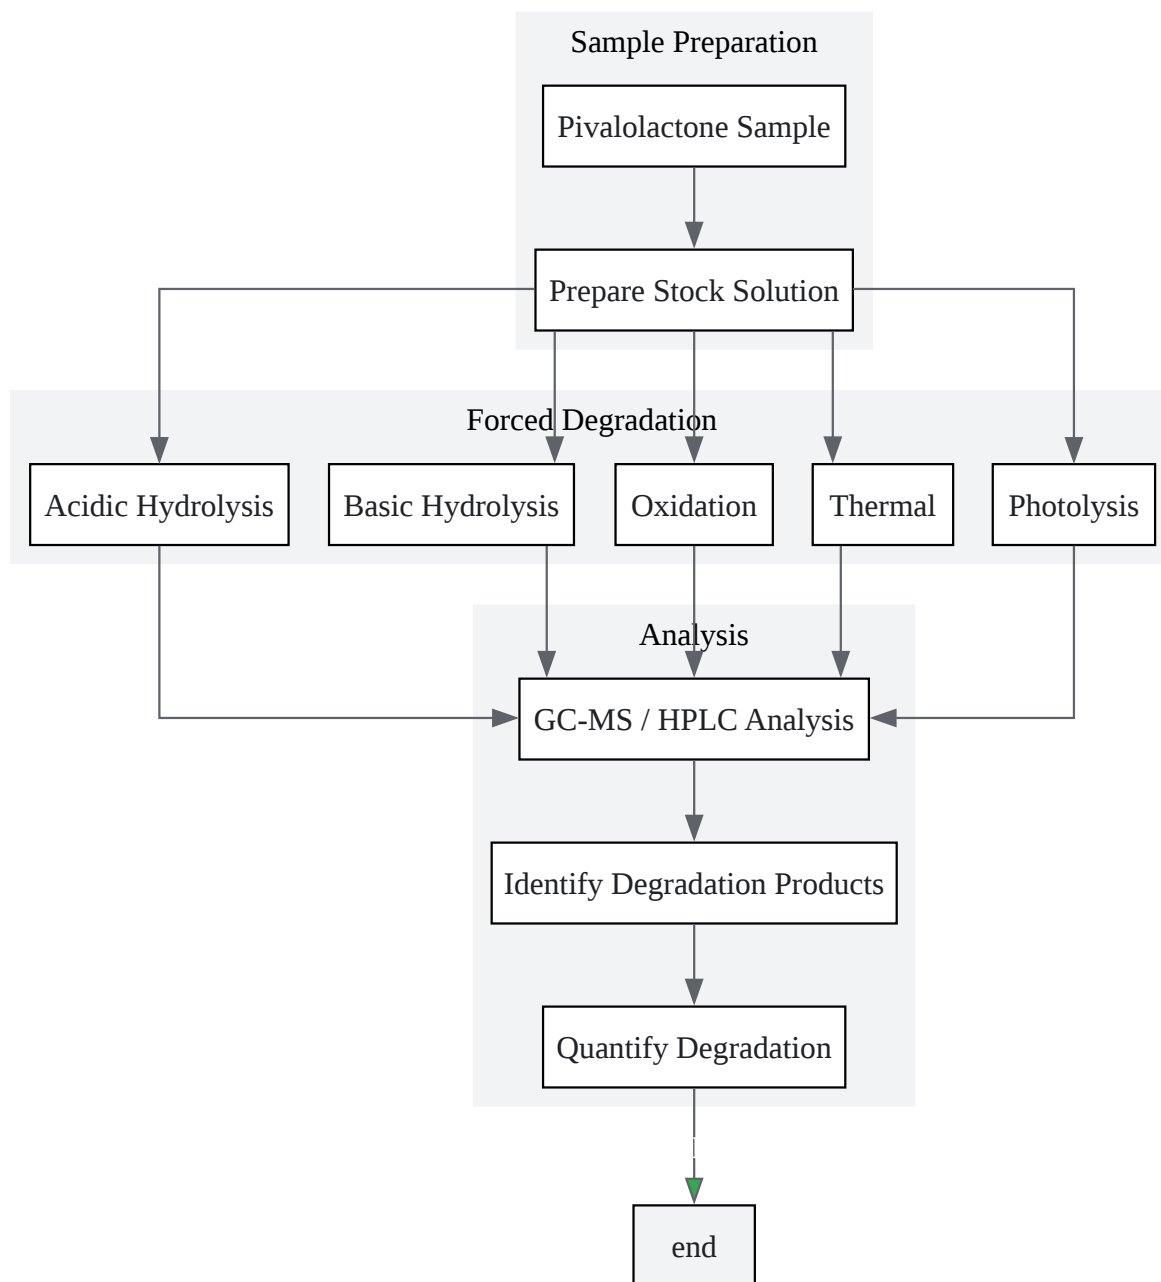 Sample Preparation
Pivalolactone Sample
Prepare Stock Solution
Forced Degradation
Acidic Hydrolysis
Basic Hydrolysis
Oxidation
Thermal
Photolysis
Analysis
GC-MS / HPLC Analysis
Identify Degradation Products
Quantify Degradation
end